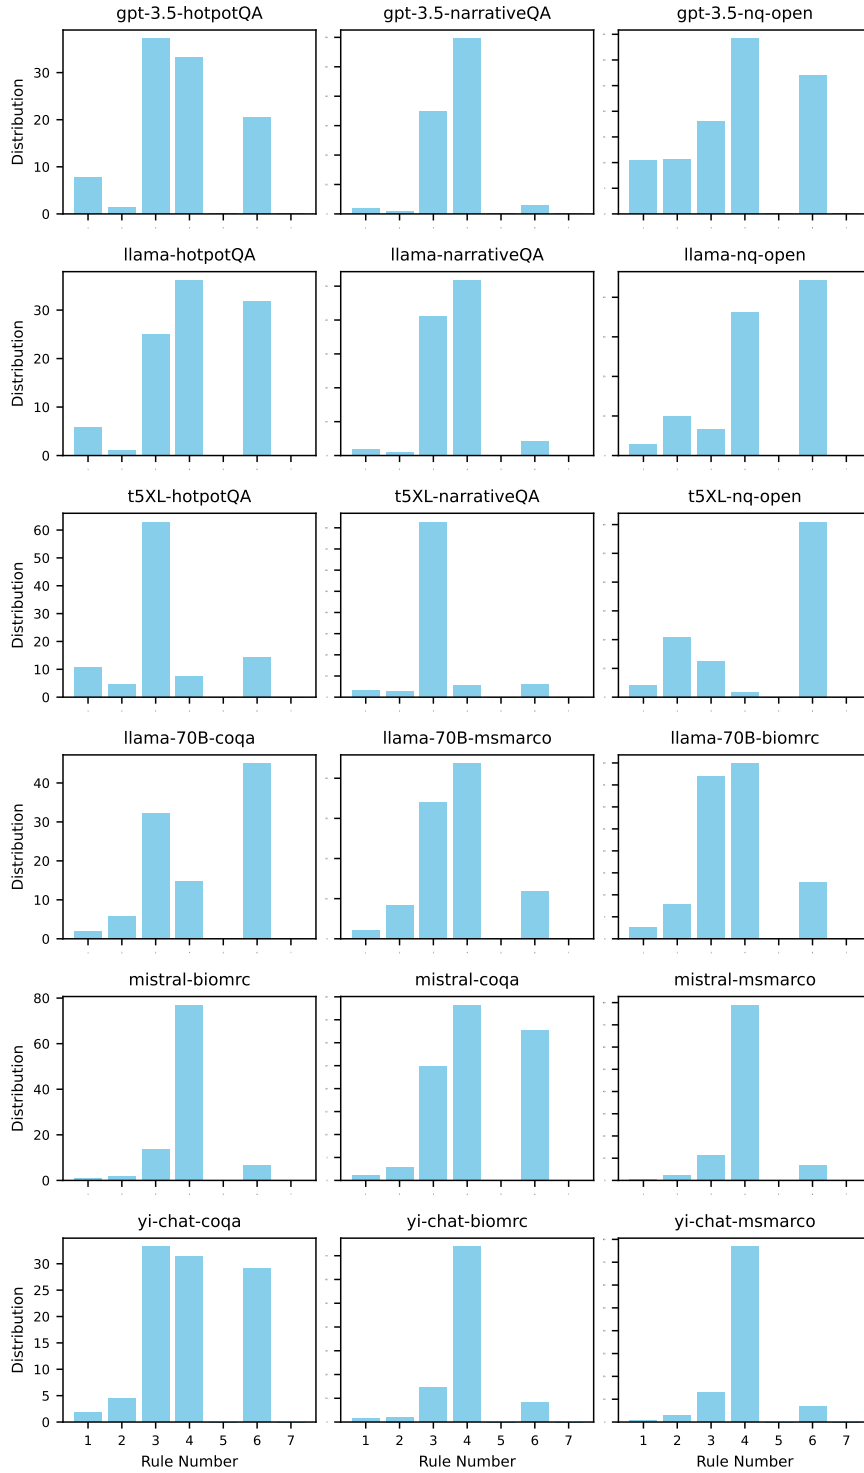 gpt-3.5-hotpotQA gpt-3.5-narrativeQA gpt-3.5-nq-open
Distribution
30
20
10
0
llama-hotpotQA llama-narrativeQA llama-nq-open
Distribution
30
20
10
0
t5XL-hotpotQA t5XL-narrativeQA t5XL-nq-open
Distribution
60
50
40
30
20
10
0
llama-70B-coqa llama-70B-msmarco llama-70B-biomrc
Distribution
40
30
20
10
0
mistral-biomrc mistral-coqa mistral-msmarco
Distribution
80
60
40
20
0
yi-chat-coqa yi-chat-biomrc yi-chat-msmarco
Distribution
30
25
20
15
10
5
0
1 2 3 4 5 6 7 1 2 3 4 5 6 7 1 2 3 4 5 6 7
Rule Number Rule Number Rule Number